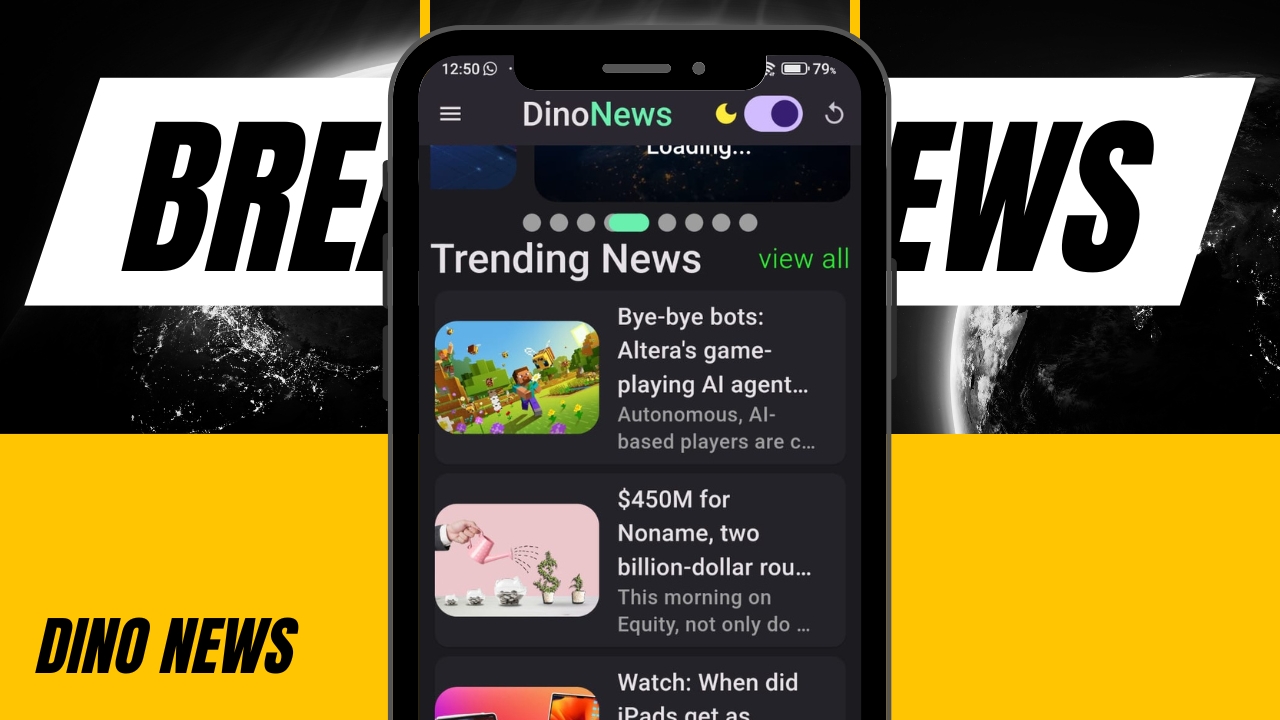 BREA
EWS
12:50
79%
DinoNews
Loading...
Trending News
view all
Bye-bye bots:
Altera's game-
playing AI agent...
Autonomous, AI-
based players are c...
$450M for
Noname, two
billion-dollar rou...
This morning on
Equity, not only do ...
Watch: When did
iPads get as
DINO NEWS